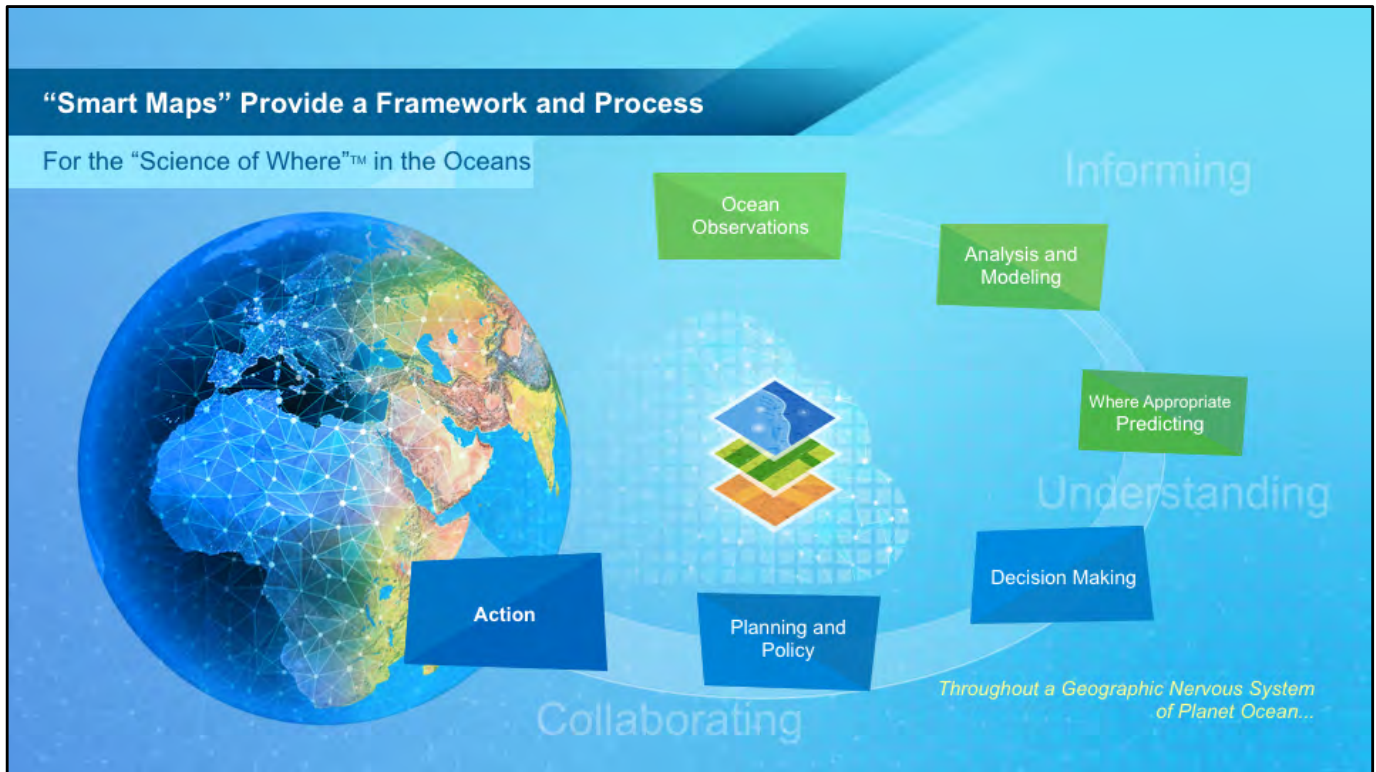 “Smart Maps” Provide a Framework and Process
For the “Science of Where”™ in the Oceans
Informing
Ocean
Observations
Analysis and
Modeling
Where Appropriate
Predicting
Understanding
Decision Making
Planning and
Policy
Action
Collaborating
Throughout a Geographic Nervous System
of Planet Ocean...